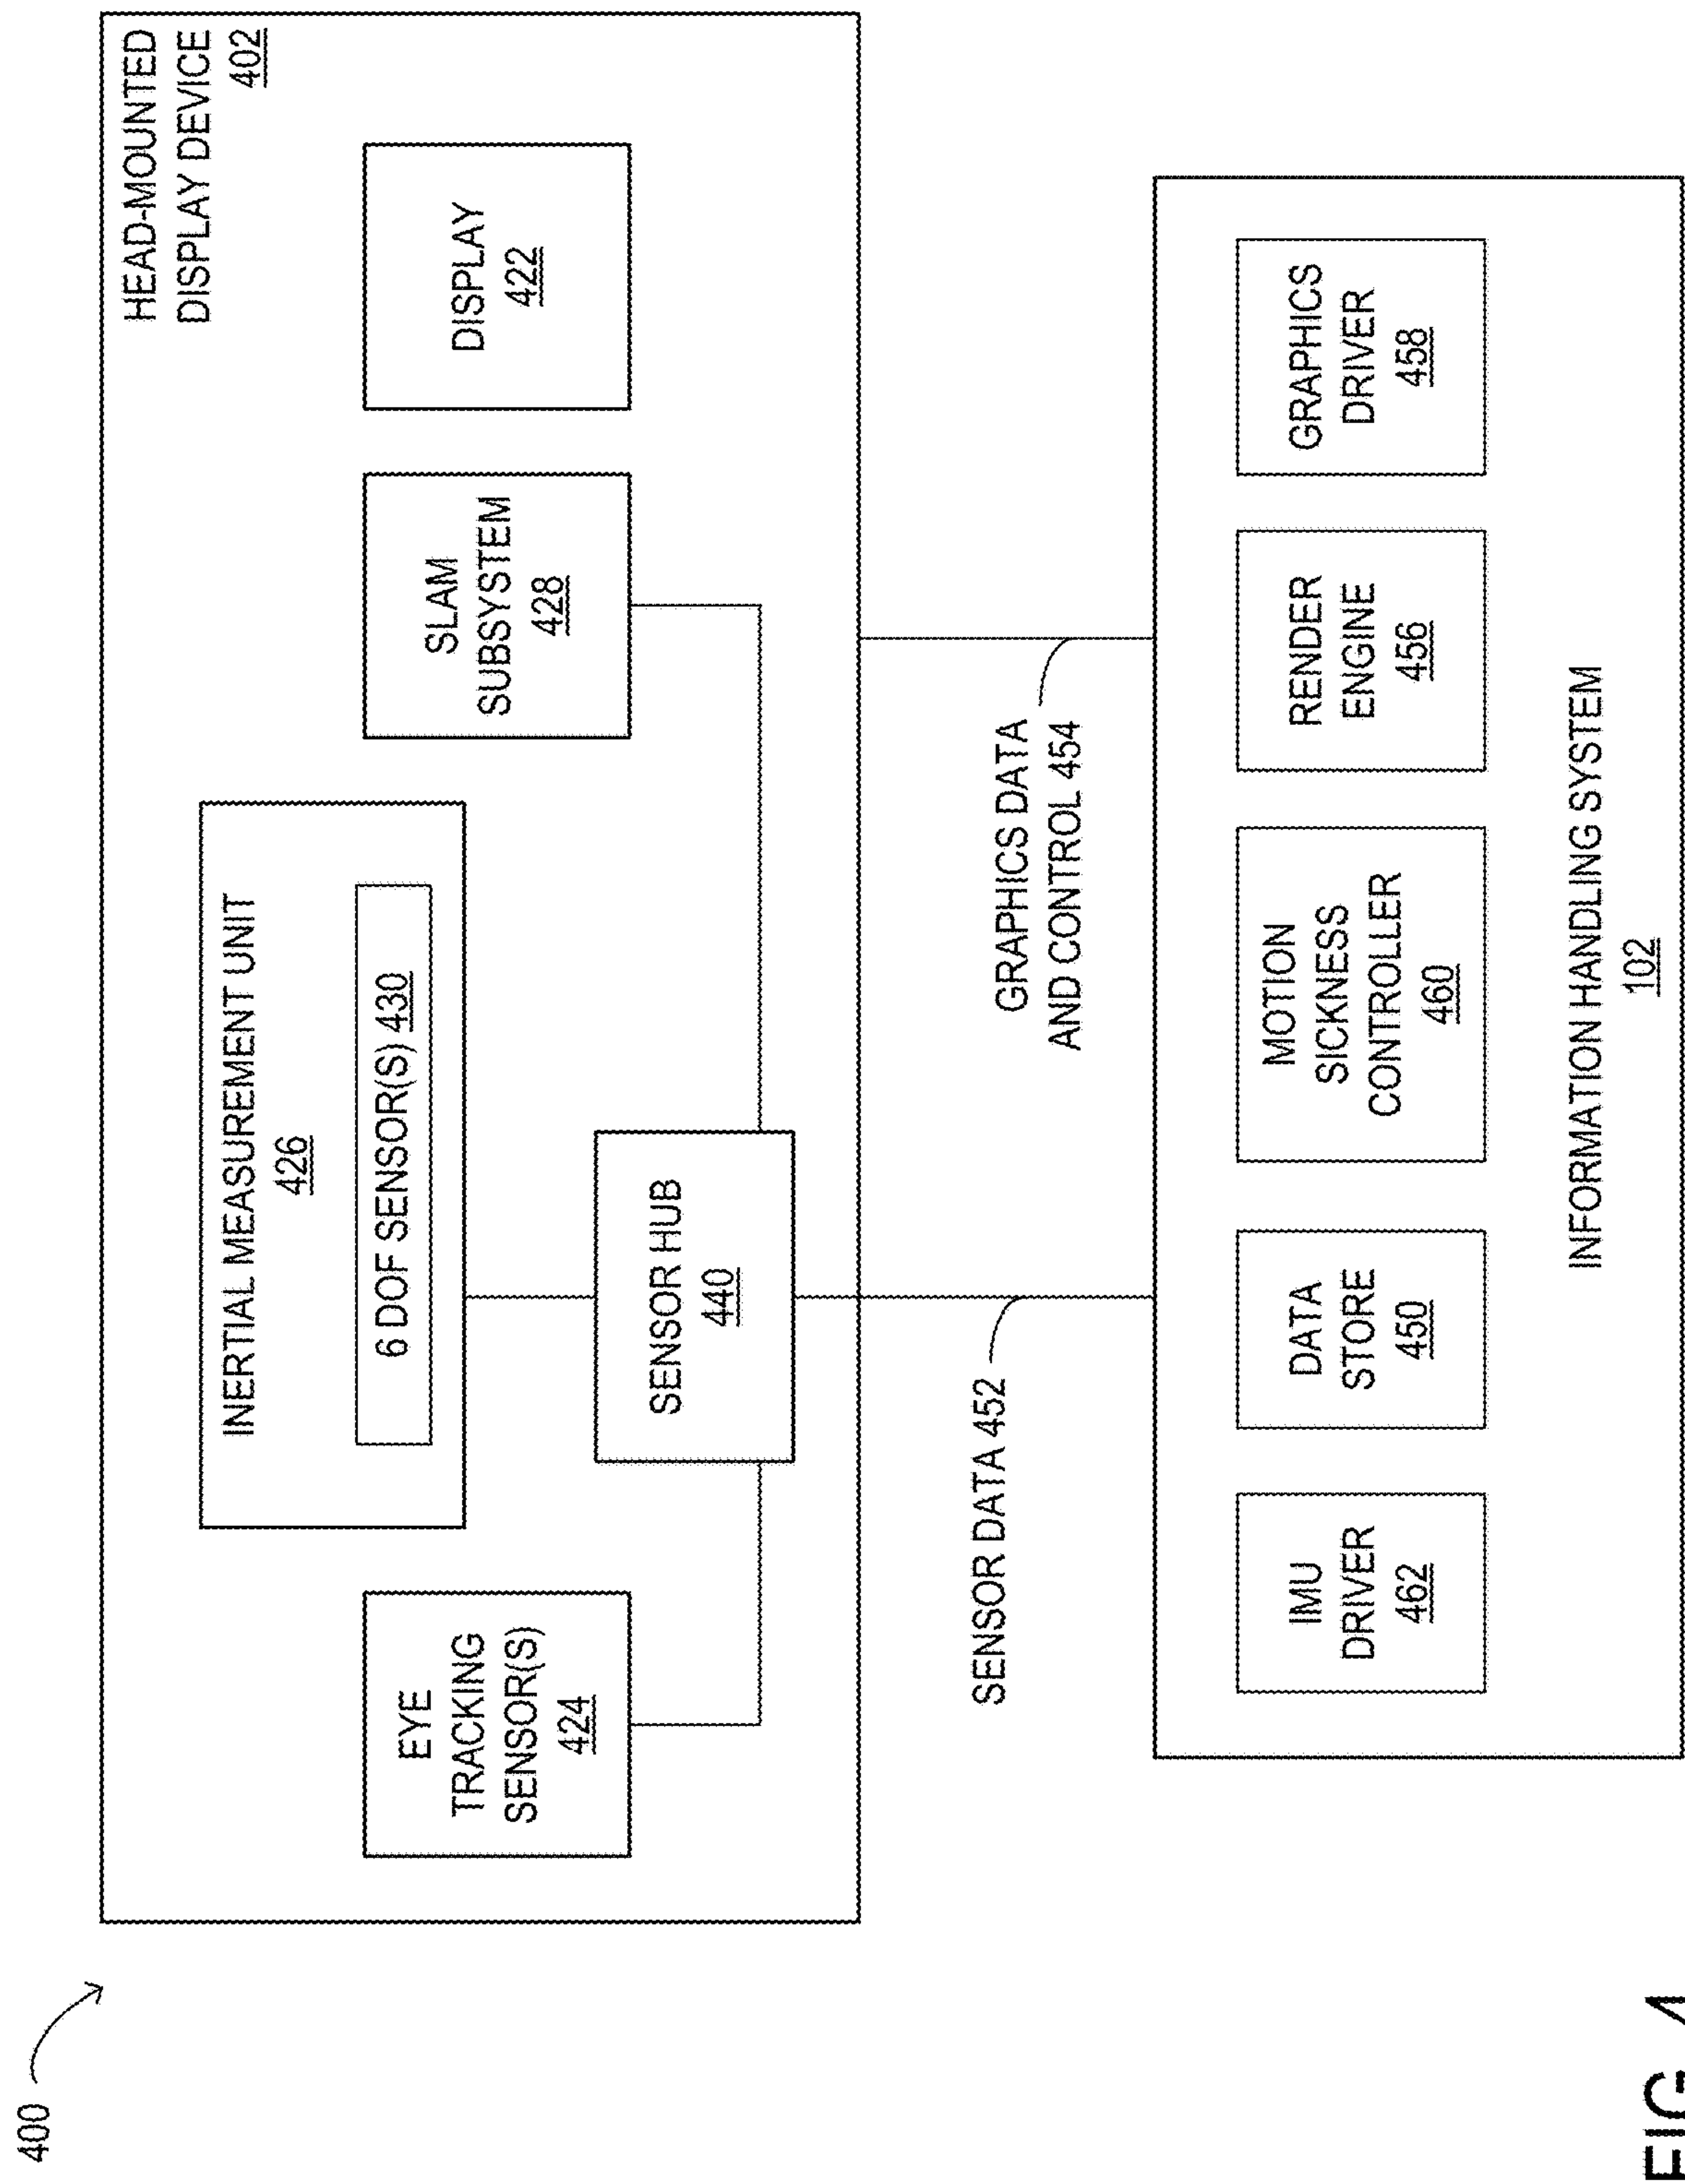 400
HEAD-MOUNTED
DISPLAY DEVICE
402
INERTIAL MEASUREMENT UNIT
426
6 DOF SENSOR(S) 430
EYE
TRACKING
SENSOR(S)
424
SLAM
SUBSYSTEM
428
DISPLAY
422
SENSOR HUB
440
SENSOR DATA 452
GRAPHICS DATA
AND CONTROL 454
IMU
DRIVER
462
DATA
STORE
450
MOTION
SICKNESS
CONTROLLER
460
RENDER
ENGINE
456
GRAPHICS
DRIVER
458
INFORMATION HANDLING SYSTEM
102
FIG. 4